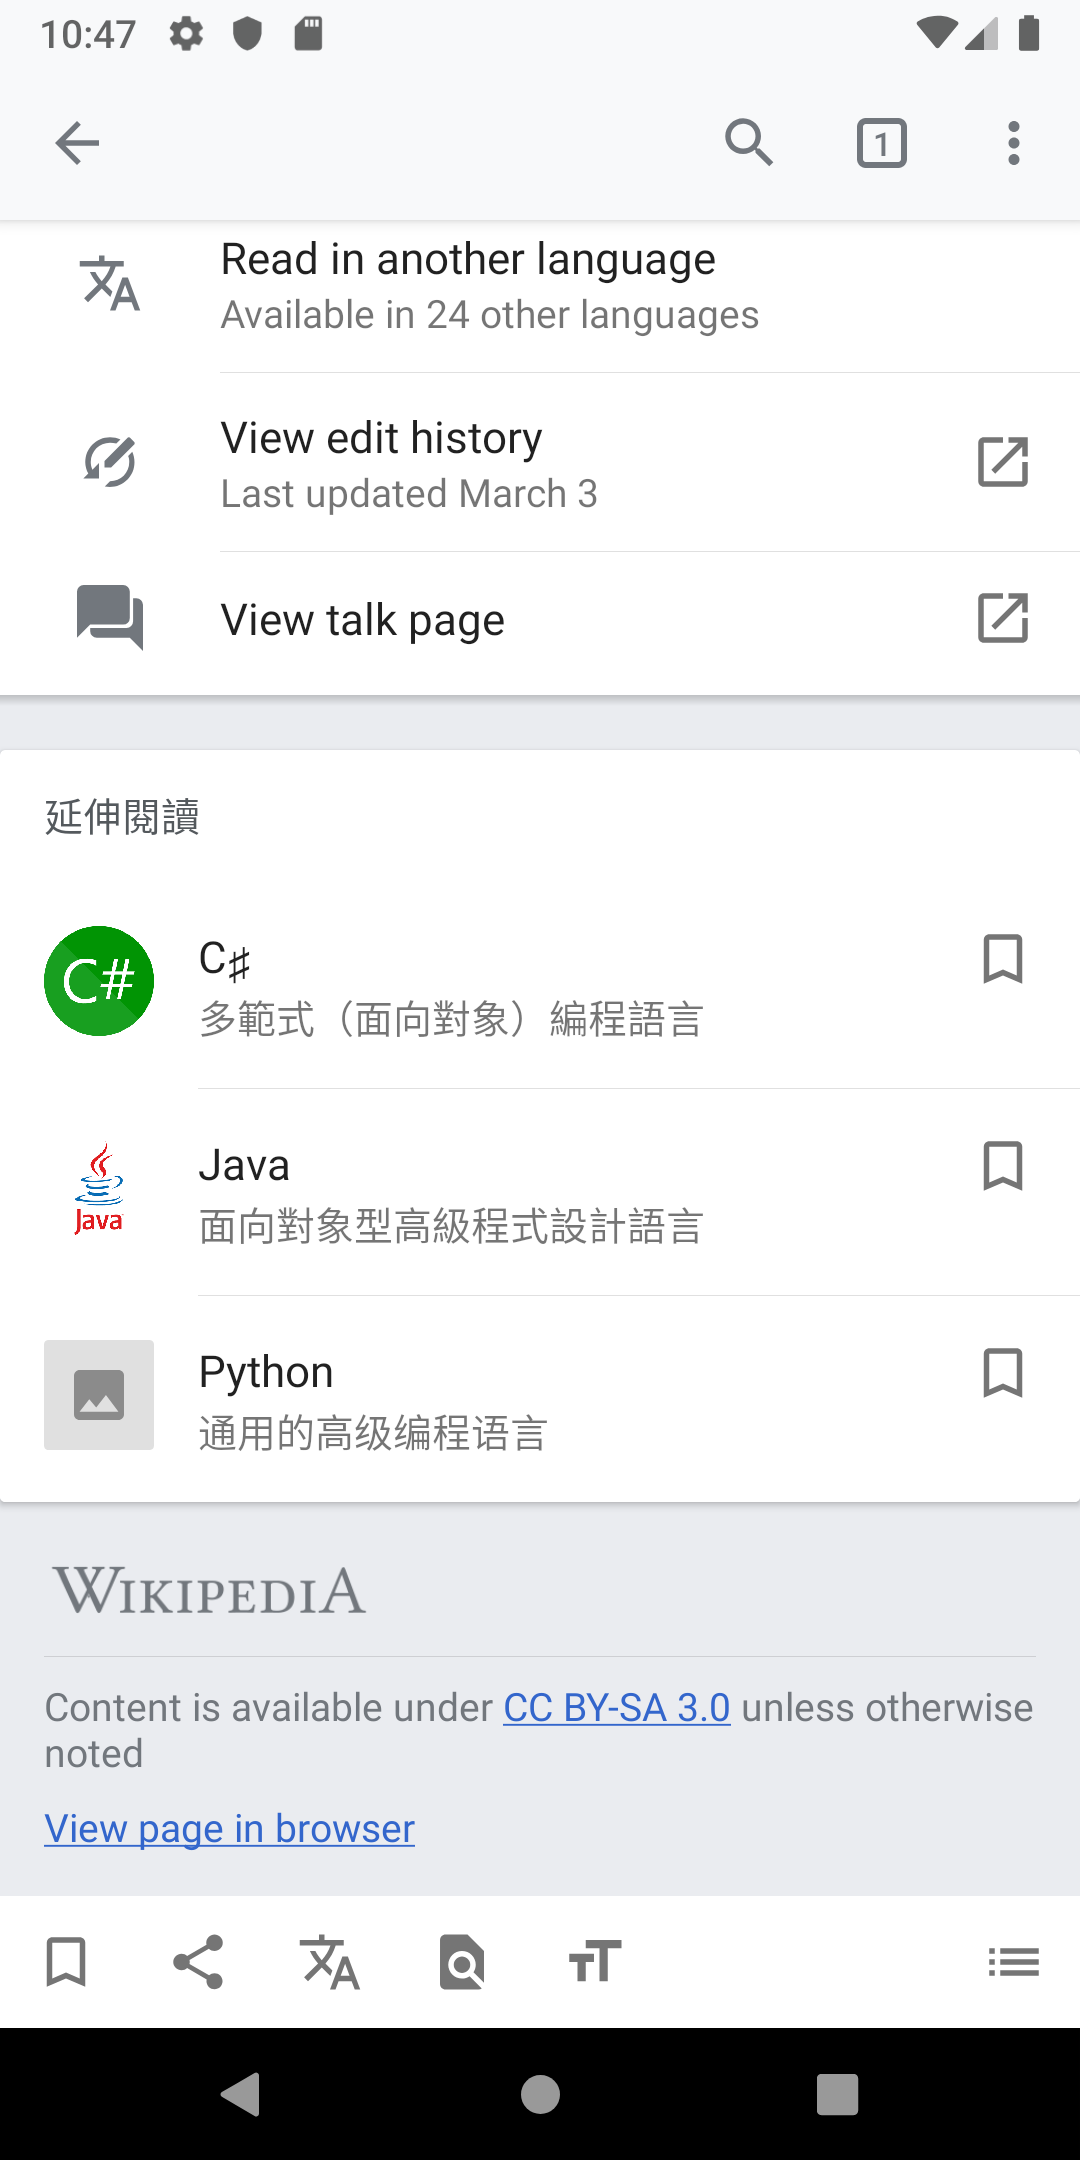 10:47
1
Read in another language
Available in 24 other languages
View edit history
Last updated March 3
View talk page
延伸閱讀
C#
C♯
多範式（面向對象）編程語言
Java
Java
面向對象型高級程式設計語言
Python
通用的高级编程语言
WIKIPEDIA
Content is available under CC BY-SA 3.0 unless otherwise
noted
View page in browser